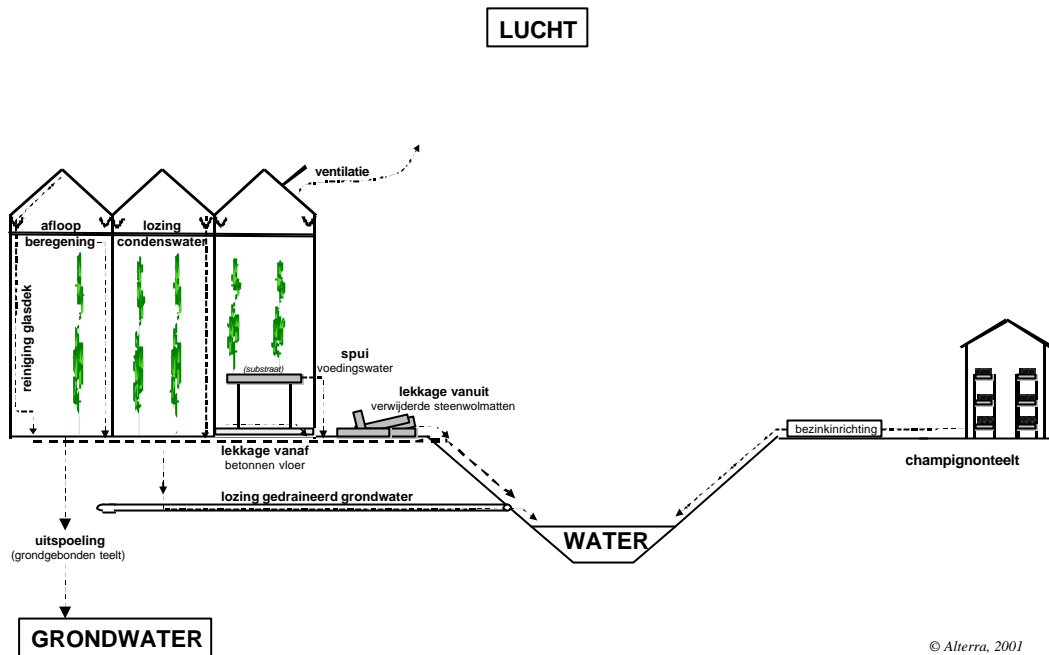 LUCHT
ventilatie
afloop
beregening
lozing
condenswater
reiniging glasdek
(substraat)
spui
voedingswater
lekkage vanuit
verwijderde steenwolmatten
lekkage vanaf
betonnen vloer
bezinkinrichting
champignonteelt
lozing gedraineerd grondwater
WATER
uitspoeling
(grondgebonden teelt)
GRONDWATER
© Alterra, 2001